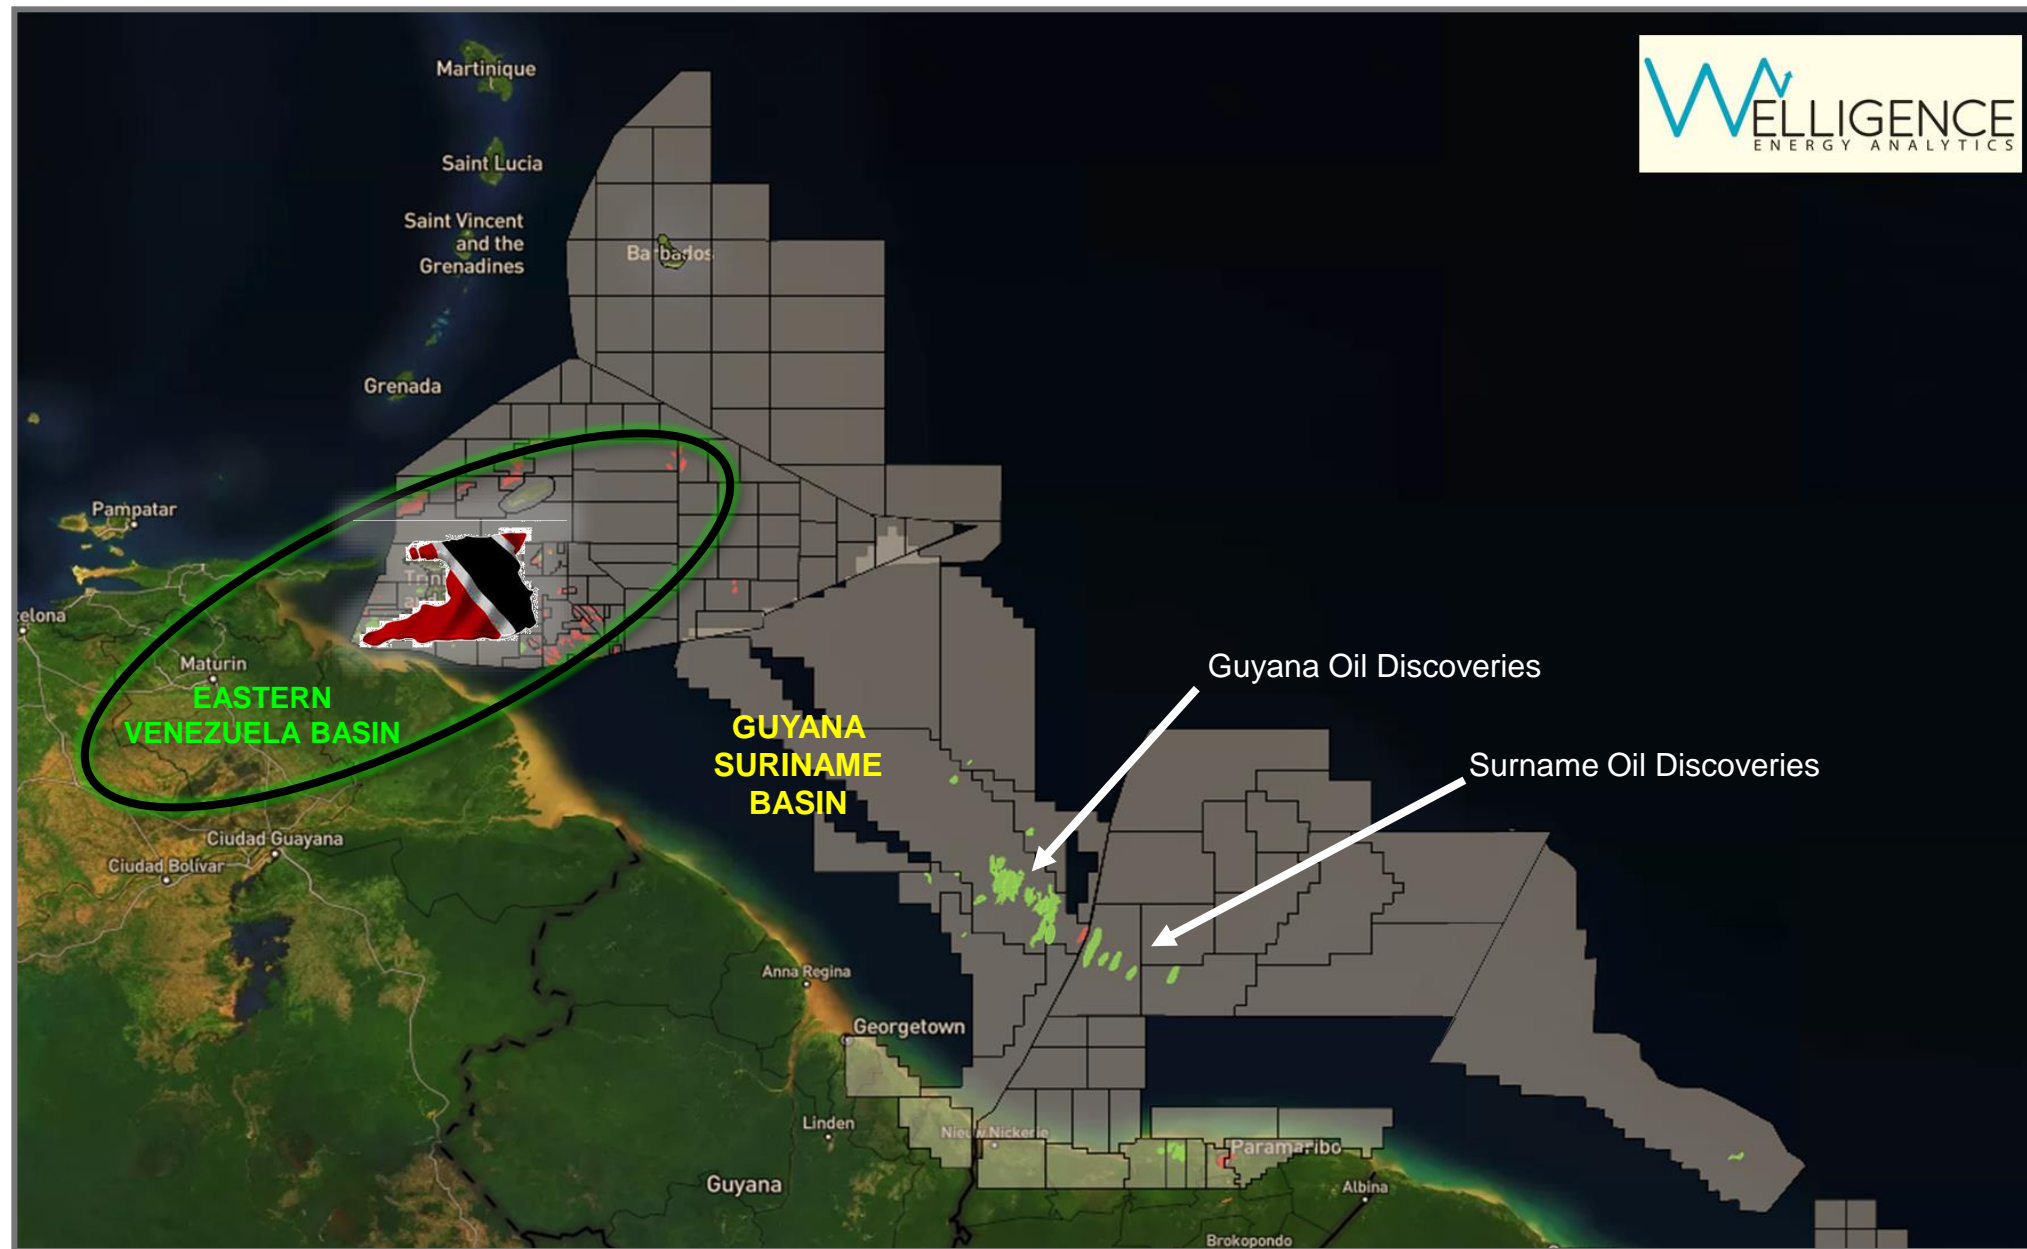 Martinique
WELLIGENCE
ENERGY ANALYTICS
Saint Lucia
Saint Vincent
and the
Grenadines
Barbados
Grenada
Pampatar
Trin
elona
Maturin
EASTERN
VENEZUELA BASIN
GUYANA
SURINAME
BASIN
Guyana Oil Discoveries
Surname Oil Discoveries
Ciudad Guayana
Ciudad Bolívar
Anna Regina
Georgetown
Linden
Nieuw Nickerie
Paramaribo
Guyana
Albina
Brokopondo